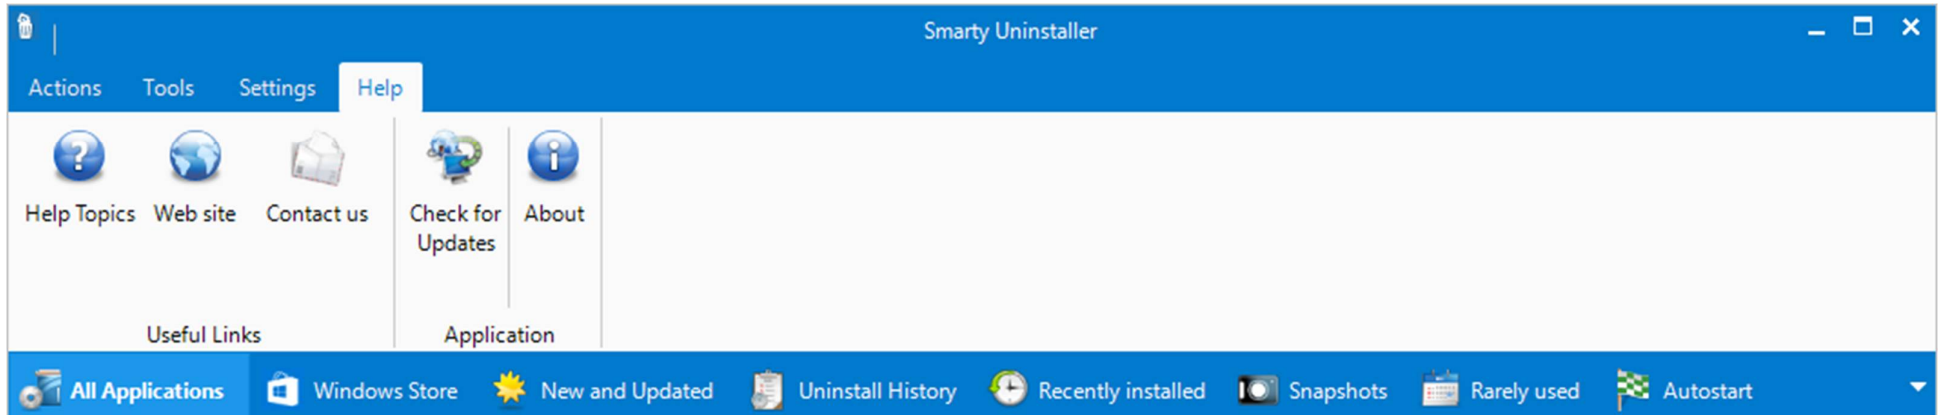 Smarty Uninstaller
Actions Tools Settings Help
Help Topics Web site Contact us Check for Updates About
Useful Links Application
All Applications Windows Store New and Updated Uninstall History Recently installed Snapshots Rarely used Autostart